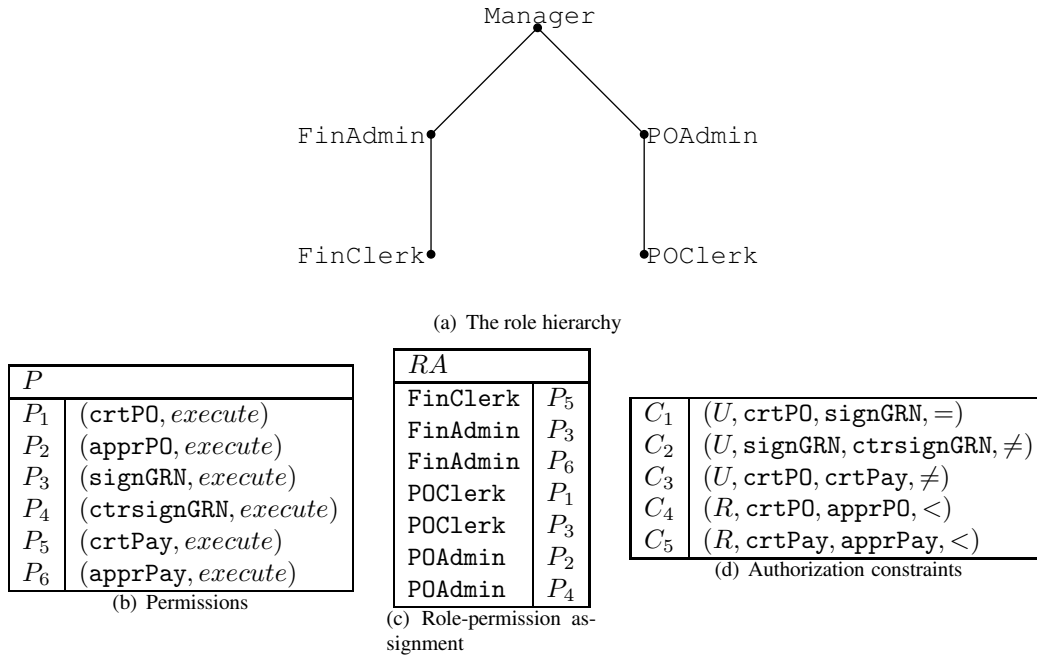 Manager
FinAdmin
POAdmin
FinClerk
POClerk
(a) The role hierarchy
P
P₁ (crtPO, execute)
P₂ (apprPO, execute)
P₃ (signGRN, execute)
P₄ (ctrsignGRN, execute)
P₅ (crtPay, execute)
P₆ (apprPay, execute)
(b) Permissions
RA
FinClerk P₅
FinAdmin P₃
FinAdmin P₆
POClerk P₁
POClerk P₃
POAdmin P₂
POAdmin P₄
(c) Role-permission as-
signment
C₁ (U, crtPO, signGRN, =)
C₂ (U, signGRN, ctrsignGRN, ≠)
C₃ (U, crtPO, crtPay, ≠)
C₄ (R, crtPO, apprPO, <)
C₅ (R, crtPay, apprPay, <)
(d) Authorization constraints